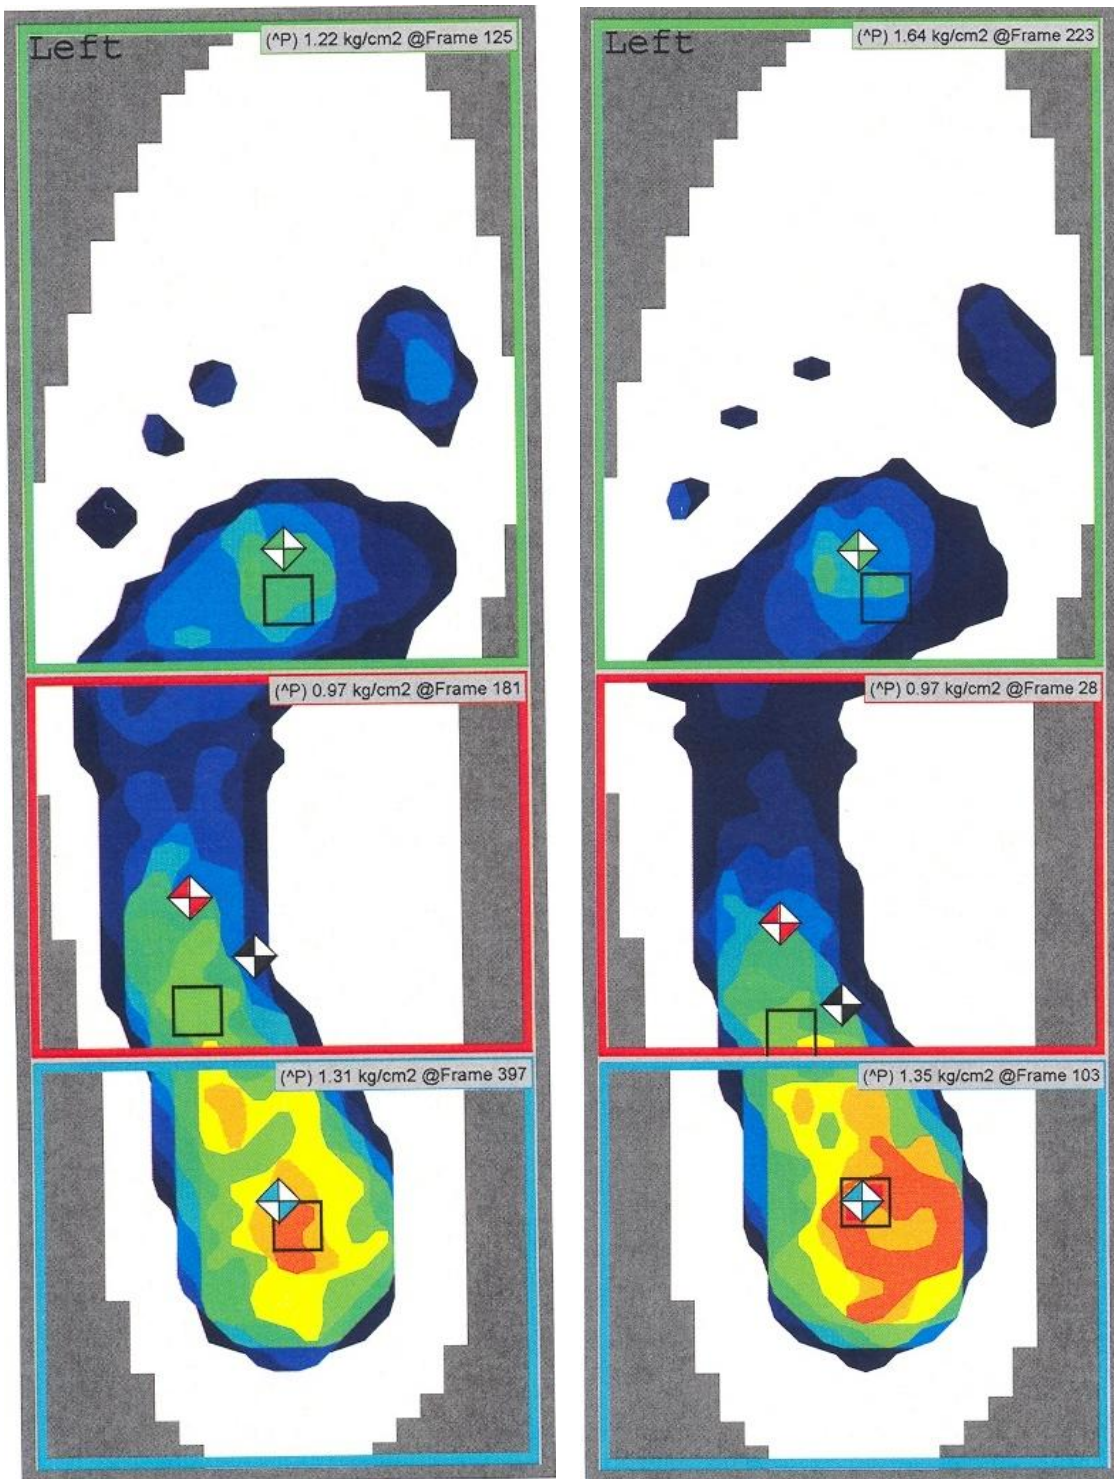 Left
(^P) 1.22 kg/cm2 @Frame 125
(^P) 0.97 kg/cm2 @Frame 181
(^P) 1.31 kg/cm2 @Frame 397
Left
(^P) 1.64 kg/cm2 @Frame 223
(^P) 0.97 kg/cm2 @Frame 28
(^P) 1.35 kg/cm2 @Frame 103